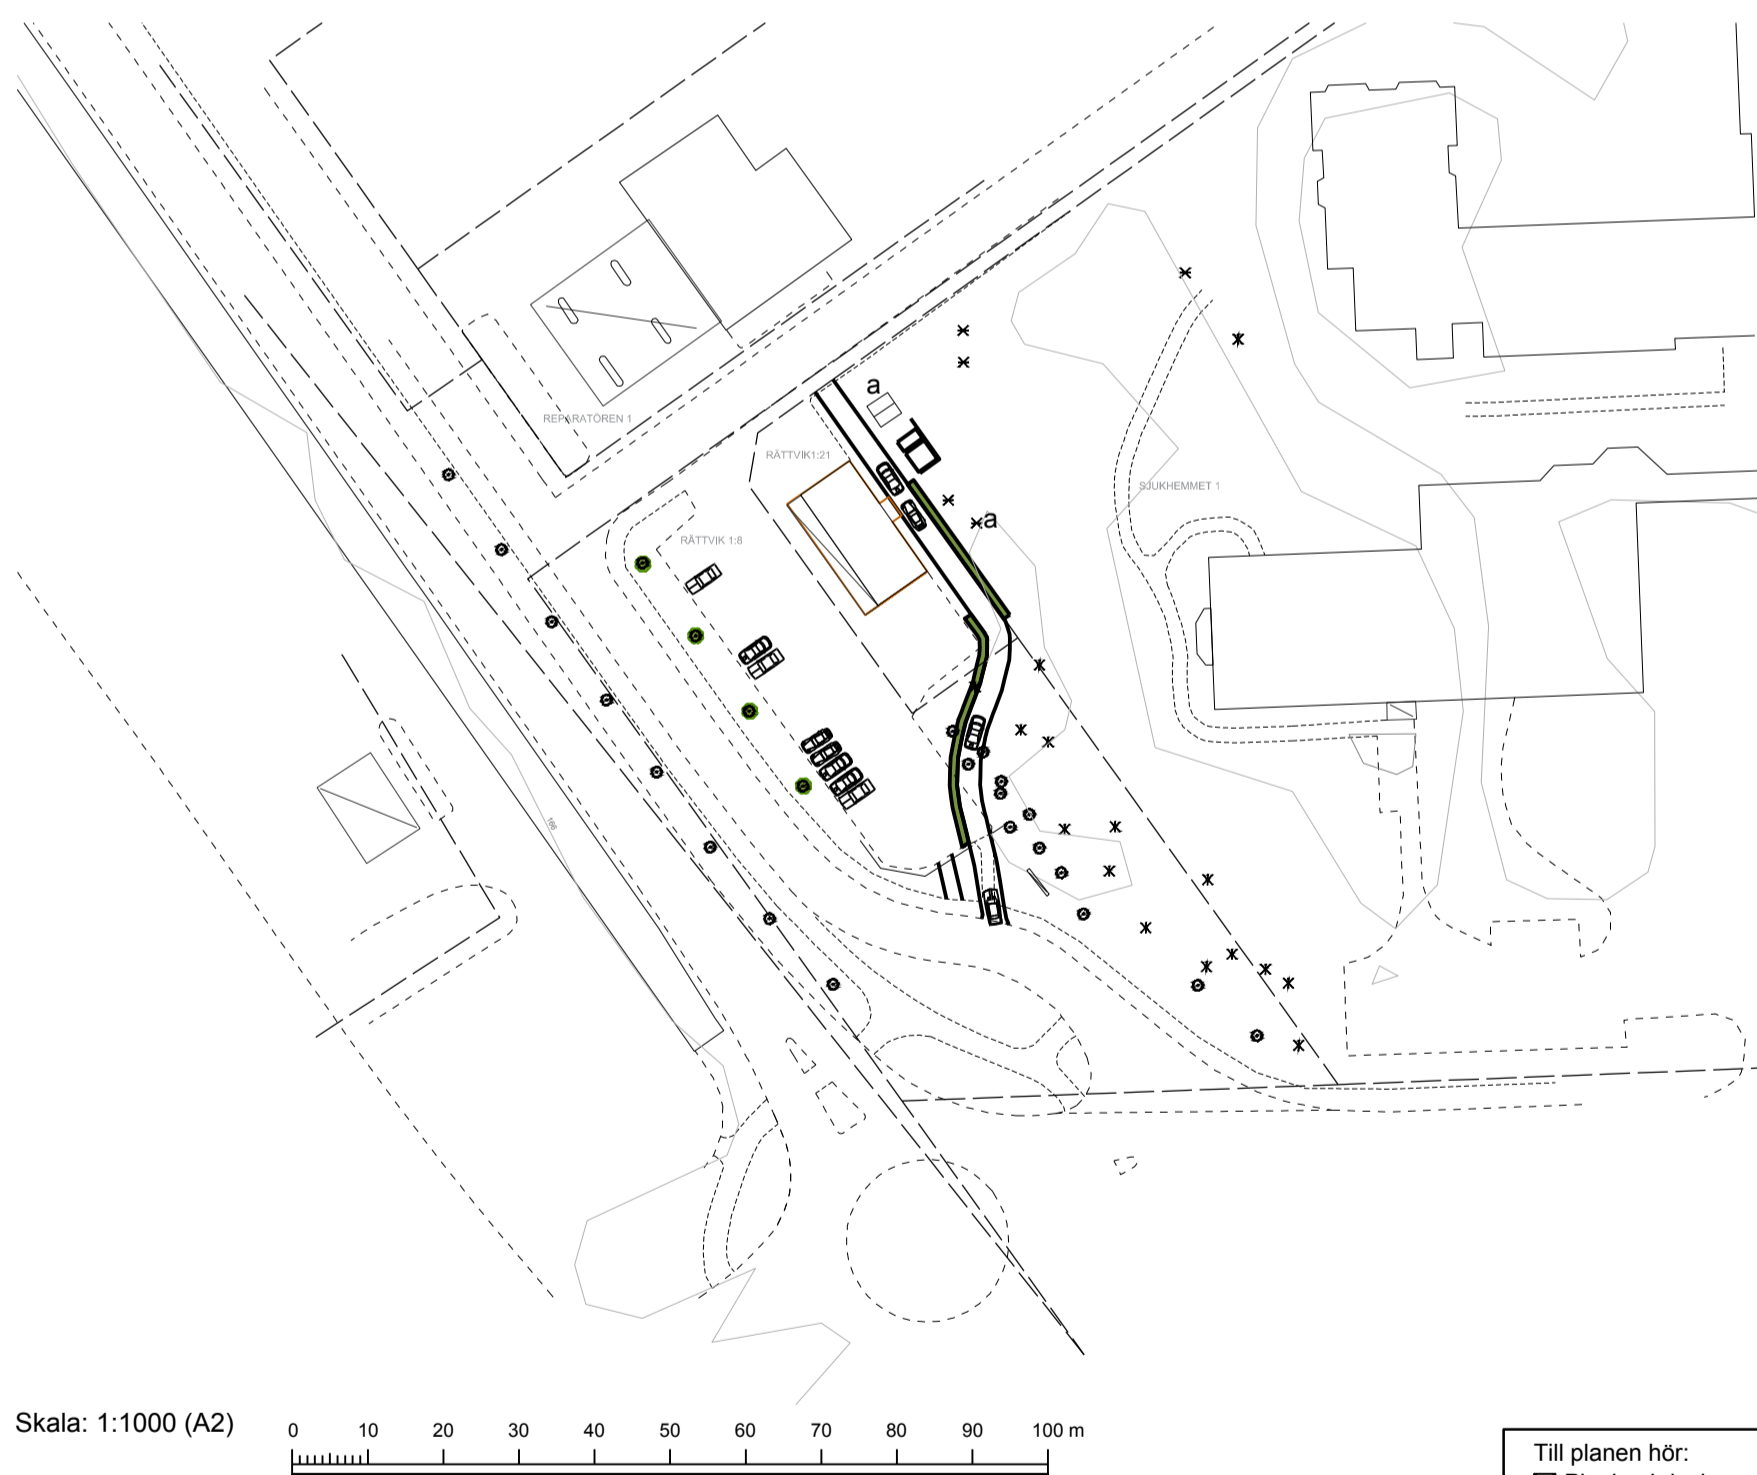 a
REPARATÖREN 1
RÄTTVIK1:21
SJUKHEMMET 1
a
RÄTTVIK 1:8
166
Skala: 1:1000 (A2)
0 10 20 30 40 50 60 70 80 90 100 m
Till planen hör: